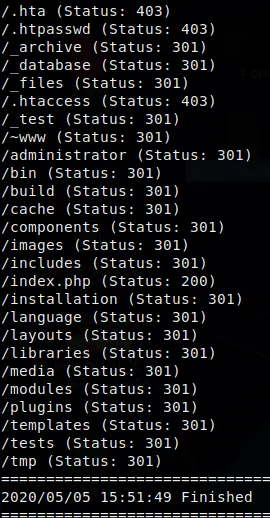 /.hta (Status: 403)
/.htpasswd (Status: 403)
/_archive (Status: 301)
/_database (Status: 301)
/_files (Status: 301)
/.htaccess (Status: 403)
/_test (Status: 301)
/~www (Status: 301)
/administrator (Status: 301)
/bin (Status: 301)
/build (Status: 301)
/cache (Status: 301)
/components (Status: 301)
/images (Status: 301)
/includes (Status: 301)
/index.php (Status: 200)
/installation (Status: 301)
/language (Status: 301)
/layouts (Status: 301)
/libraries (Status: 301)
/media (Status: 301)
/modules (Status: 301)
/plugins (Status: 301)
/templates (Status: 301)
/tests (Status: 301)
/tmp (Status: 301)
==============================
2020/05/05 15:51:49 Finished
==============================